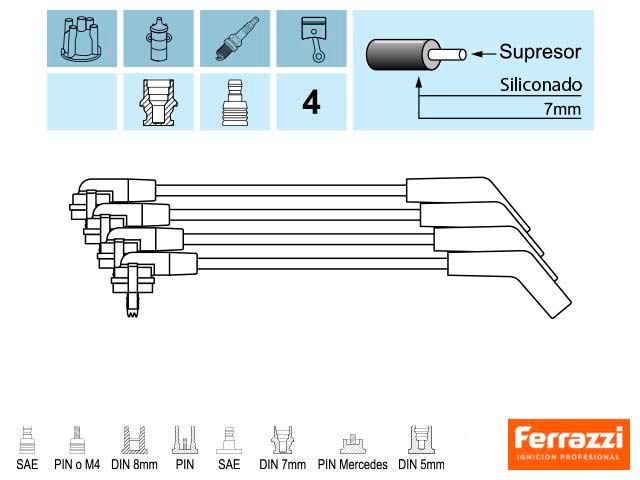 Supresor
Siliconado
7mm
4
SAE PIN o M4 DIN 8mm PIN SAE DIN 7mm PIN Mercedes DIN 5mm
Ferrazzi
IGNICION PROFESIONAL